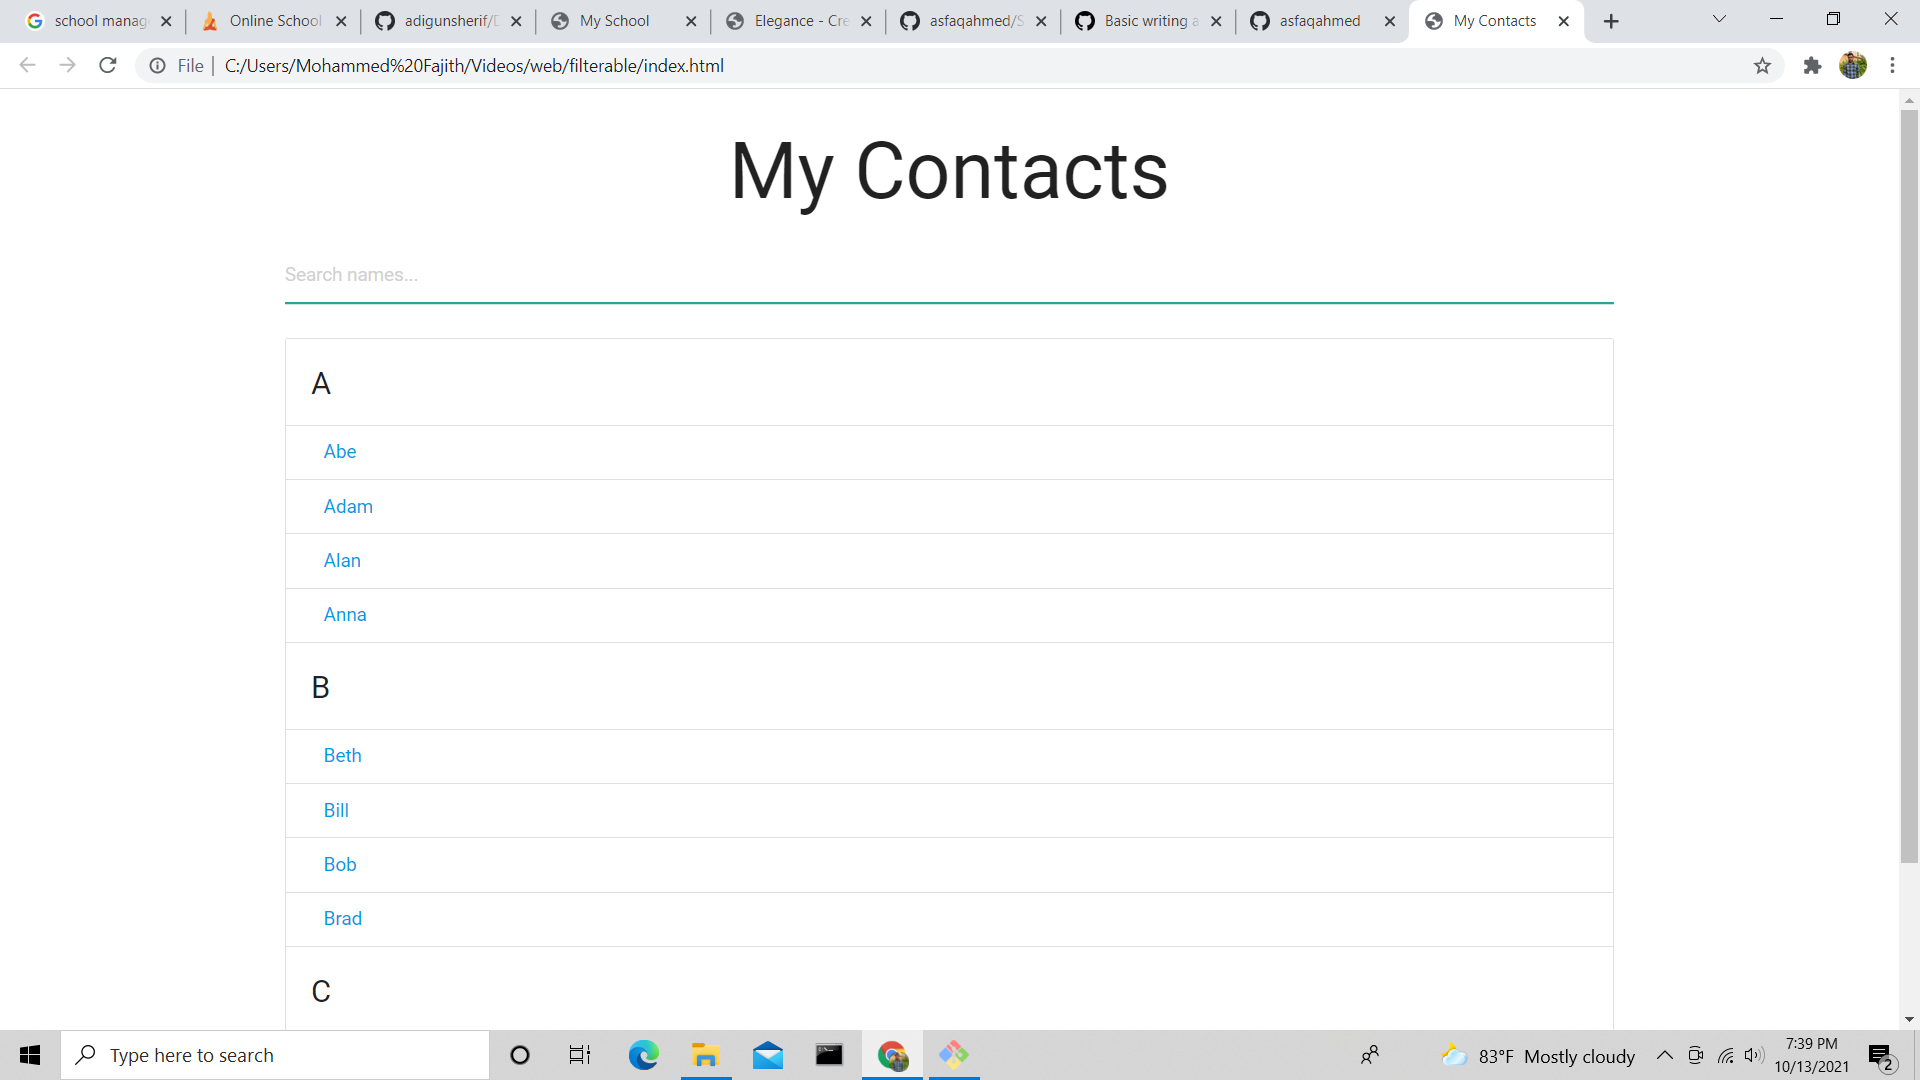 school manag
Online School
adigunsherif/D
My School
Elegance - Cre
asfaqahmed/S
Basic writing a
asfaqahmed
My Contacts
File | C:/Users/Mohammed%20Fajith/Videos/web/filterable/index.html
My Contacts
Search names...
A
Abe
Adam
Alan
Anna
B
Beth
Bill
Bob
Brad
C
Type here to search
83°F Mostly cloudy
7:39 PM
10/13/2021
2